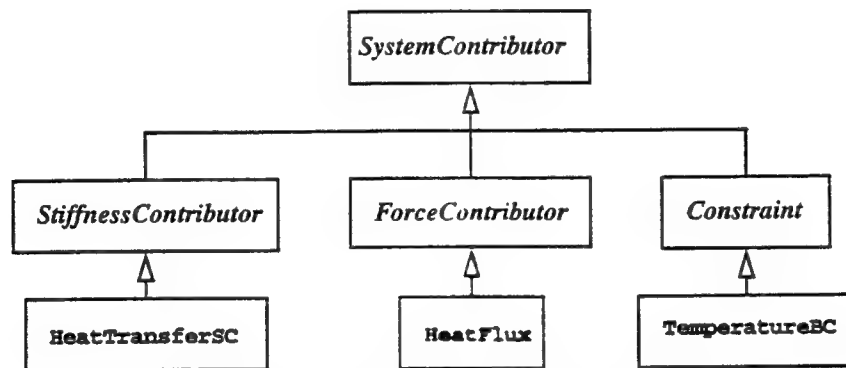 SystemContributor
StiffnessContributor ForceContributor Constraint
HeatTransferSC HeatFlux TemperatureBC